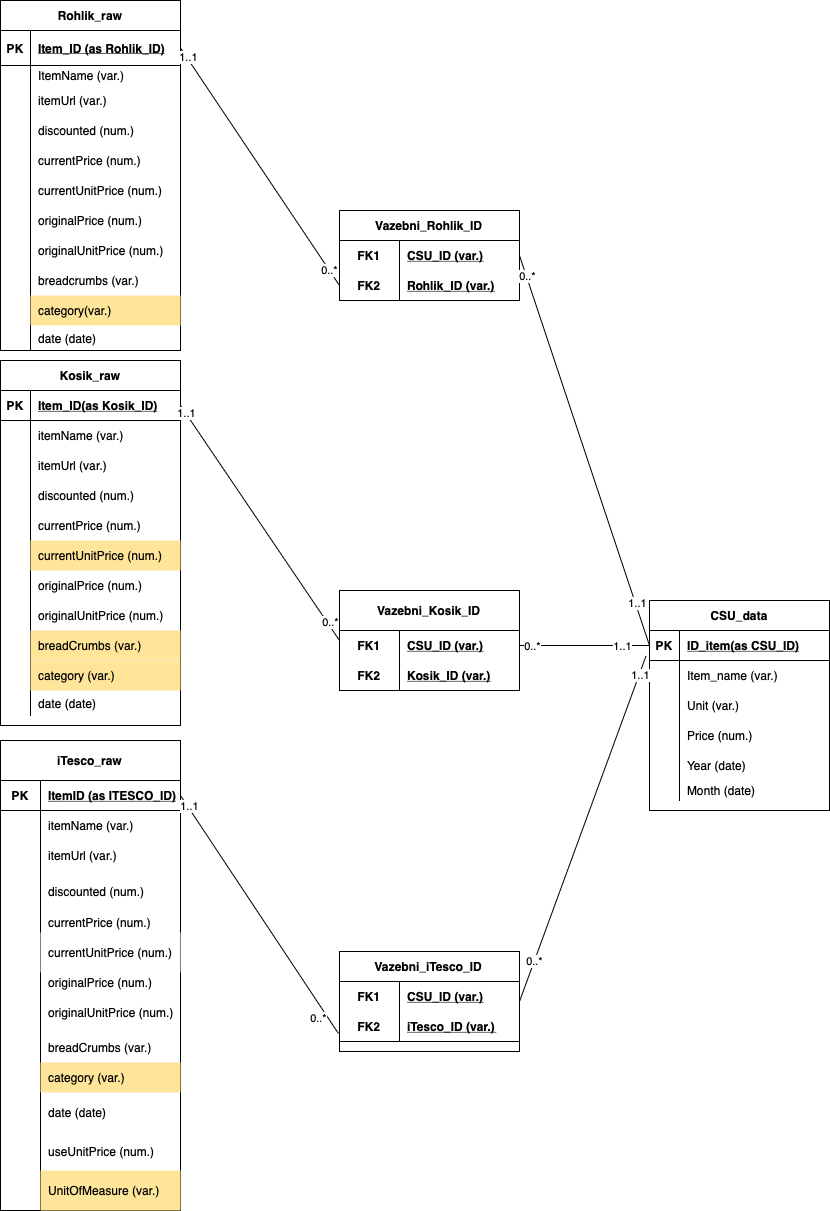 Rohlik_raw
PK Item_ID (as Rohlik_ID)
ItemName (var.)
itemUrl (var.)
discounted (num.)
currentPrice (num.)
currentUnitPrice (num.)
originalPrice (num.)
originalUnitPrice (num.)
breadcrumbs (var.)
category(var.)
date (date)
1..1
0..*
Vazebni_Rohlik_ID
FK1 CSU_ID (var.)
FK2 Rohlik_ID (var.)
0..*
1..1
Kosik_raw
PK Item_ID(as Kosik_ID)
itemName (var.)
itemUrl (var.)
discounted (num.)
currentPrice (num.)
currentUnitPrice (num.)
originalPrice (num.)
originalUnitPrice (num.)
breadCrumbs (var.)
category (var.)
date (date)
1..1
0..*
Vazebni_Kosik_ID
FK1 CSU_ID (var.)
FK2 Kosik_ID (var.)
0..*
1..1
CSU_data
PK ID_item(as CSU_ID)
Item_name (var.)
Unit (var.)
Price (num.)
Year (date)
Month (date)
1..1
iTesco_raw
PK ItemID (as ITESCO_ID)
itemName (var.)
itemUrl (var.)
discounted (num.)
currentPrice (num.)
currentUnitPrice (num.)
originalPrice (num.)
originalUnitPrice (num.)
breadCrumbs (var.)
category (var.)
date (date)
useUnitPrice (num.)
UnitOfMeasure (var.)
1..1
0..*
Vazebni_iTesco_ID
FK1 CSU_ID (var.)
FK2 iTesco_ID (var.)
0..*